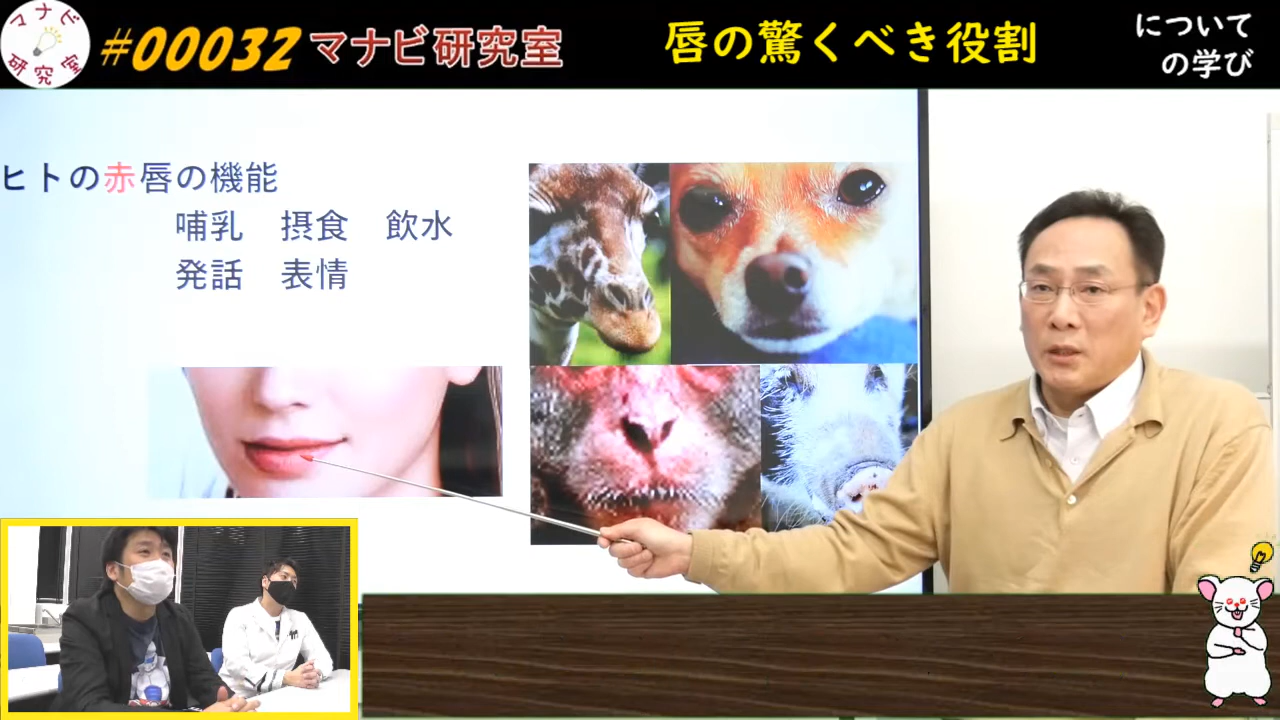 マナビ
研究室
#00032 マナビ研究室
唇の驚くべき役割
について
の学び
ヒトの赤唇の機能
哺乳 摂食 飲水
発話 表情